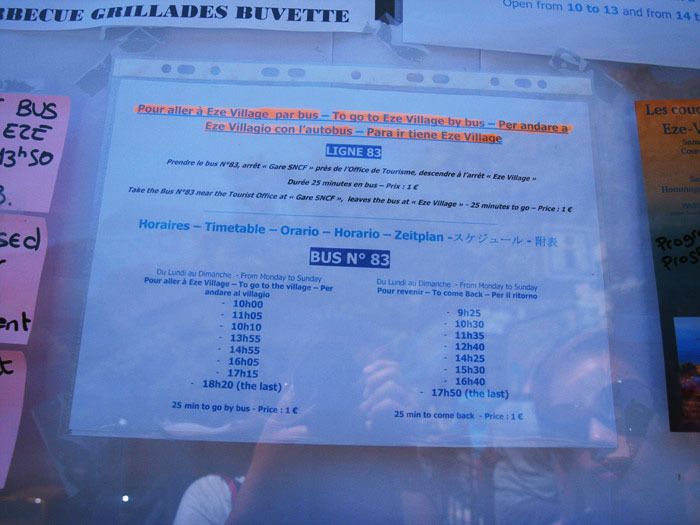 BECUE GRILLADES BUVETTE
Open from 10 to 13 and from 14
BUS
EZE
13h50
Pour aller à Eze Village par bus – To go to Eze Village by bus – Per andare a
Eze Villagio con l'autobus – Para ir tiene Eze Village
LIGNE 83
Prendre le bus N°83, arrêt « Gare SNCF » près de l'Office de Tourisme, descendre à l'arrêt « Eze Village »
Durée 25 minutes en bus – Prix : 1 €
Take the Bus N°83 near the Tourist Office at « Gare SNCF », leaves the bus at « Eze Village » - 25 minutes to go – Price : 1 €
Horaires – Timetable – Orario – Horario – Zeitplan -スケジュール - 附表
BUS N° 83
Du Lundi au Dimanche - From Monday to Sunday
Pour aller à Eze Village – To go to the village – Per
andare al villagio
- 10h00
- 11h05
- 10h10
- 13h55
- 14h55
- 16h05
- 17h15
- 18h20 (the last)
25 min to go by bus - Price : 1 €
Du Lundi au Dimanche - From Monday to Sunday
Pour revenir – To come Back – Per il ritorno
- 9h25
- 10h30
- 11h35
- 12h40
- 14h25
- 15h30
- 16h40
- 17h50 (the last)
25 min to come back - Price : 1 €
Les cou
Eze-V